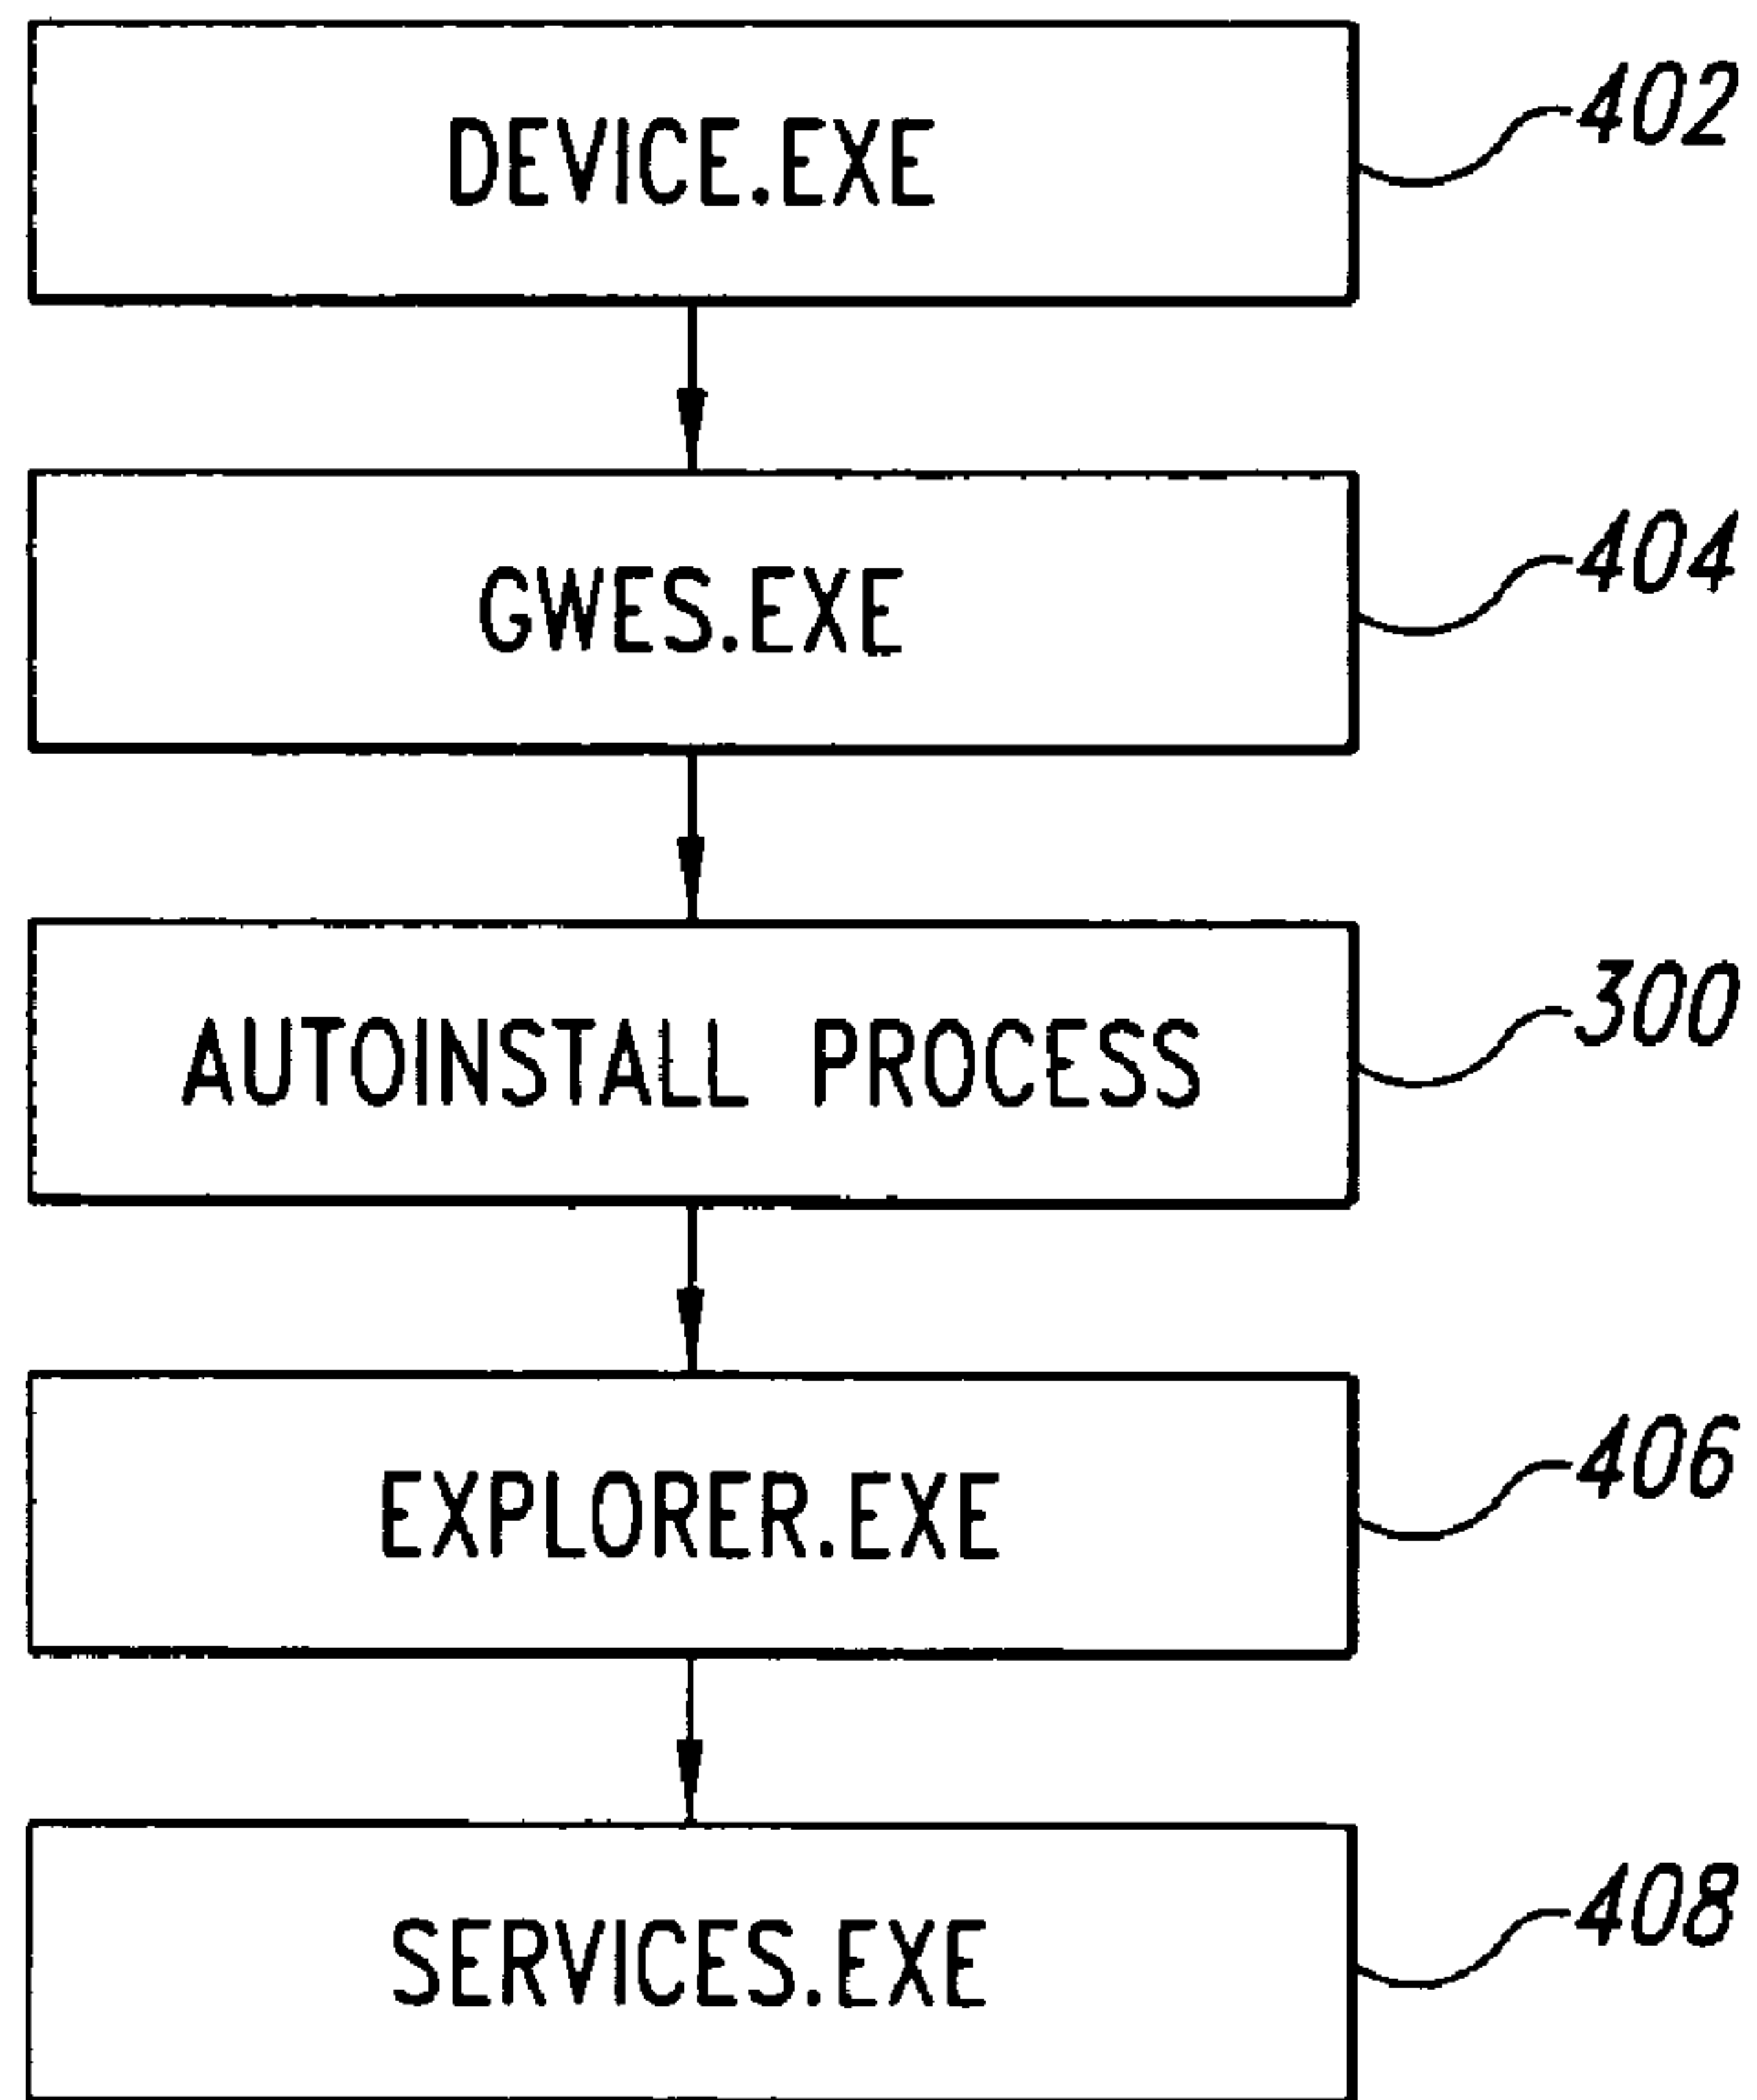 DEVICE.EXE
402
GWES.EXE
404
AUTOINSTALL PROCESS
300
EXPLORER.EXE
406
SERVICES.EXE
408